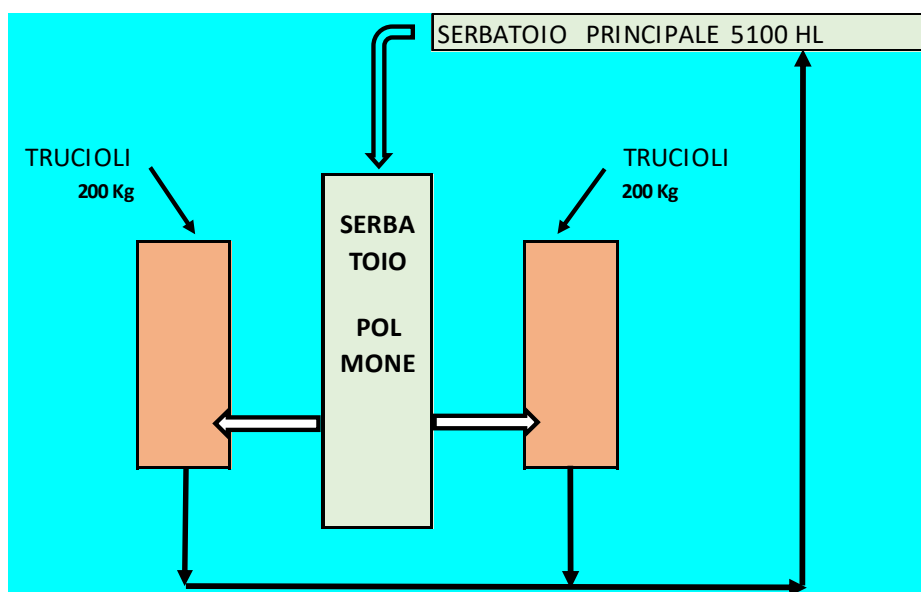 SERBATOIO PRINCIPALE 5100 HL
TRUCIOLI
200 Kg
SERBA
TOIO
POL
MONE
TRUCIOLI
200 Kg